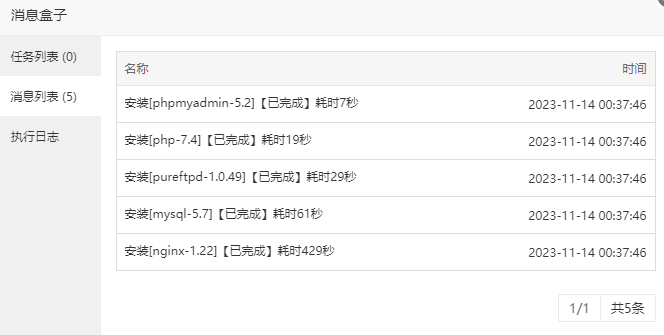 消息盒子
任务列表 (0)
消息列表 (5)
执行日志
名称 时间
安装[phpmyadmin-5.2]【已完成】耗时7秒 2023-11-14 00:37:46
安装[php-7.4]【已完成】耗时19秒 2023-11-14 00:37:46
安装[pureftpd-1.0.49]【已完成】耗时29秒 2023-11-14 00:37:46
安装[mysql-5.7]【已完成】耗时61秒 2023-11-14 00:37:46
安装[nginx-1.22]【已完成】耗时429秒 2023-11-14 00:37:46
1/1 共5条